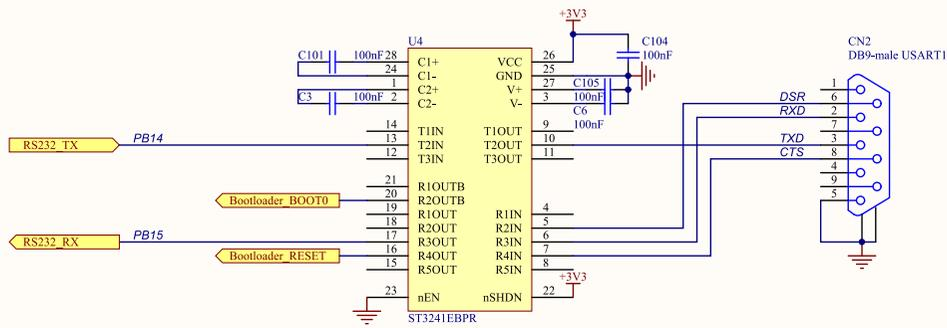 +3V3
U4
C101 100nF 28 C1+ VCC 26
24 C1- GND 25
C104
100nF
1 C2+ V+ 27 C105
C3 100nF 2 C2- V- 3 100nF
C6
100nF
CN2
DB9-male USART1
14 T1IN T1OUT 9
RS232_TX PB14 13 T2IN T2OUT 10
12 T3IN T3OUT 11
21 R1OUTB
Bootloader_BOOT0 20 R2OUTB
19 R1OUT R1IN 4
18 R2OUT R2IN 5
RS232_RX PB15 17 R3OUT R3IN 6
Bootloader_RESET 16 R4OUT R4IN 7
15 R5OUT R5IN 8
+3V3
23 nEN nSHDN 22
ST3241EBPR
1
DSR 6
RXD 2
7
TXD 3
CTS 8
4
9
5